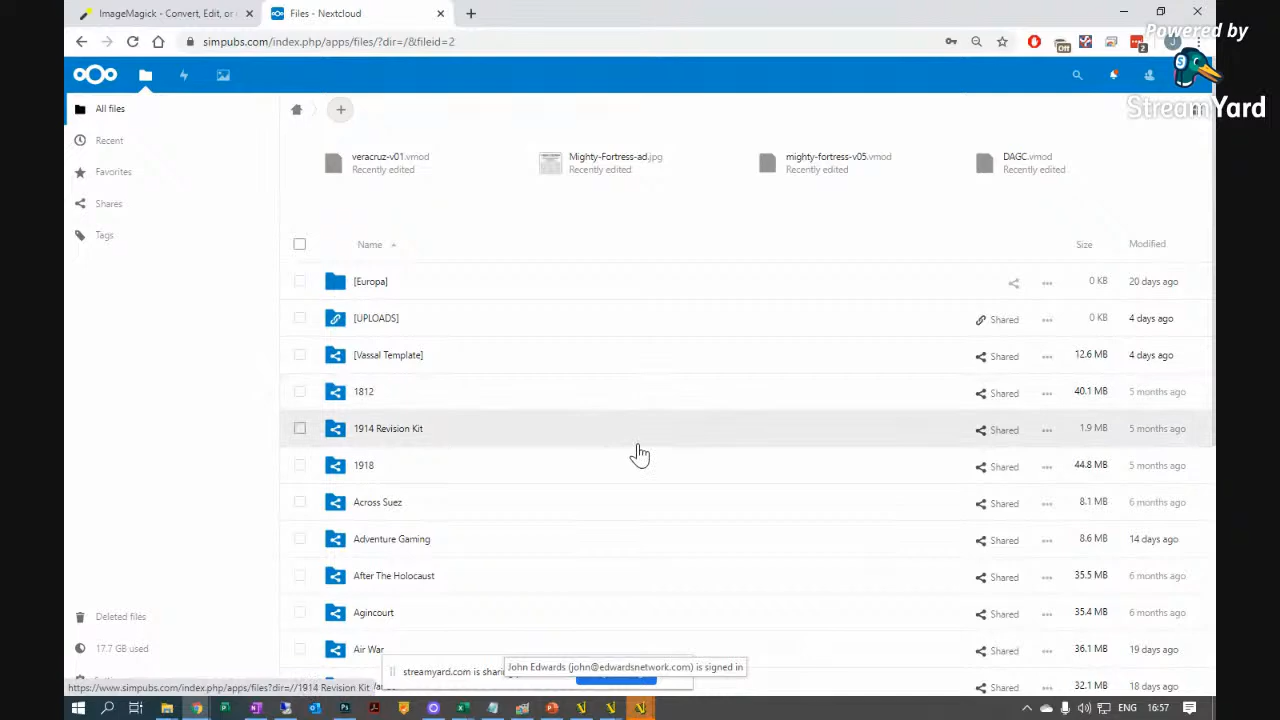 ImageMagick - Convert, Edit, or
Files - Nextcloud
simpubs.com/index.php/apps/files/?dir=/&fileid=2
Off
2
J
Powered by
StreamYard
All files
Recent
Favorites
Shares
Tags
veracruz-v01.vmod
Recently edited
Mighty-Fortress-ad.jpg
Recently edited
mighty-fortress-v05.vmod
Recently edited
DAGC.vmod
Recently edited
Name Size Modified
[Europa] 0 KB 20 days ago
[UPLOADS] Shared 0 KB 4 days ago
[Vassal Template] Shared 12.6 MB 4 days ago
1812 Shared 40.1 MB 5 months ago
1914 Revision Kit Shared 1.9 MB 5 months ago
1918 Shared 44.8 MB 5 months ago
Across Suez Shared 8.1 MB 6 months ago
Adventure Gaming Shared 8.6 MB 14 days ago
After The Holocaust Shared 35.5 MB 6 months ago
Agincourt Shared 35.4 MB 6 months ago
Air War Shared 36.1 MB 19 days ago
Shared 32.1 MB 18 days ago
Deleted files
17.7 GB used
streamyard.com is sharing
John Edwards (john@edwardsnetwork.com) is signed in
https://www.simpubs.com/index.php/apps/files?dir=//1914 Revision Kit
ENG 16:57